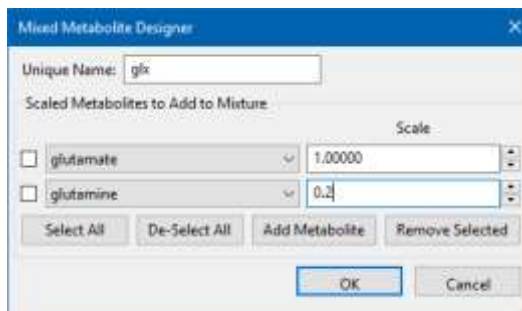 Mixed Metabolite Designer
Unique Name: glx
Scaled Metabolites to Add to Mixture
Scale
glutamate 1.00000
glutamine 0.2
Select All De-Select All Add Metabolite Remove Selected
OK Cancel